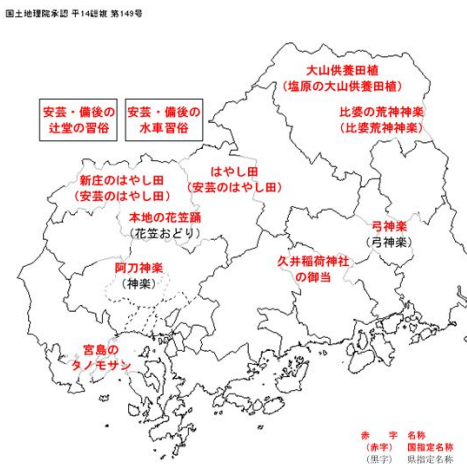 国土地理院承認 平14総複 第149号
大山供養田植
(塩原の大山供養田植)
安芸・備後の
辻堂の習俗
安芸・備後の
水車習俗
比婆の荒神神楽
(比婆荒神神楽)
はやし田
(安芸のはやし田)
新庄のはやし田
(安芸のはやし田)
本地の花笠踊
(花笠おどり)
弓神楽
(弓神楽)
阿刀神楽
(神楽)
久井稲荷神社
の御当
宮島の
タノモサン
赤 字 名称
(赤字) 国指定名称
(黒字) 県指定名称